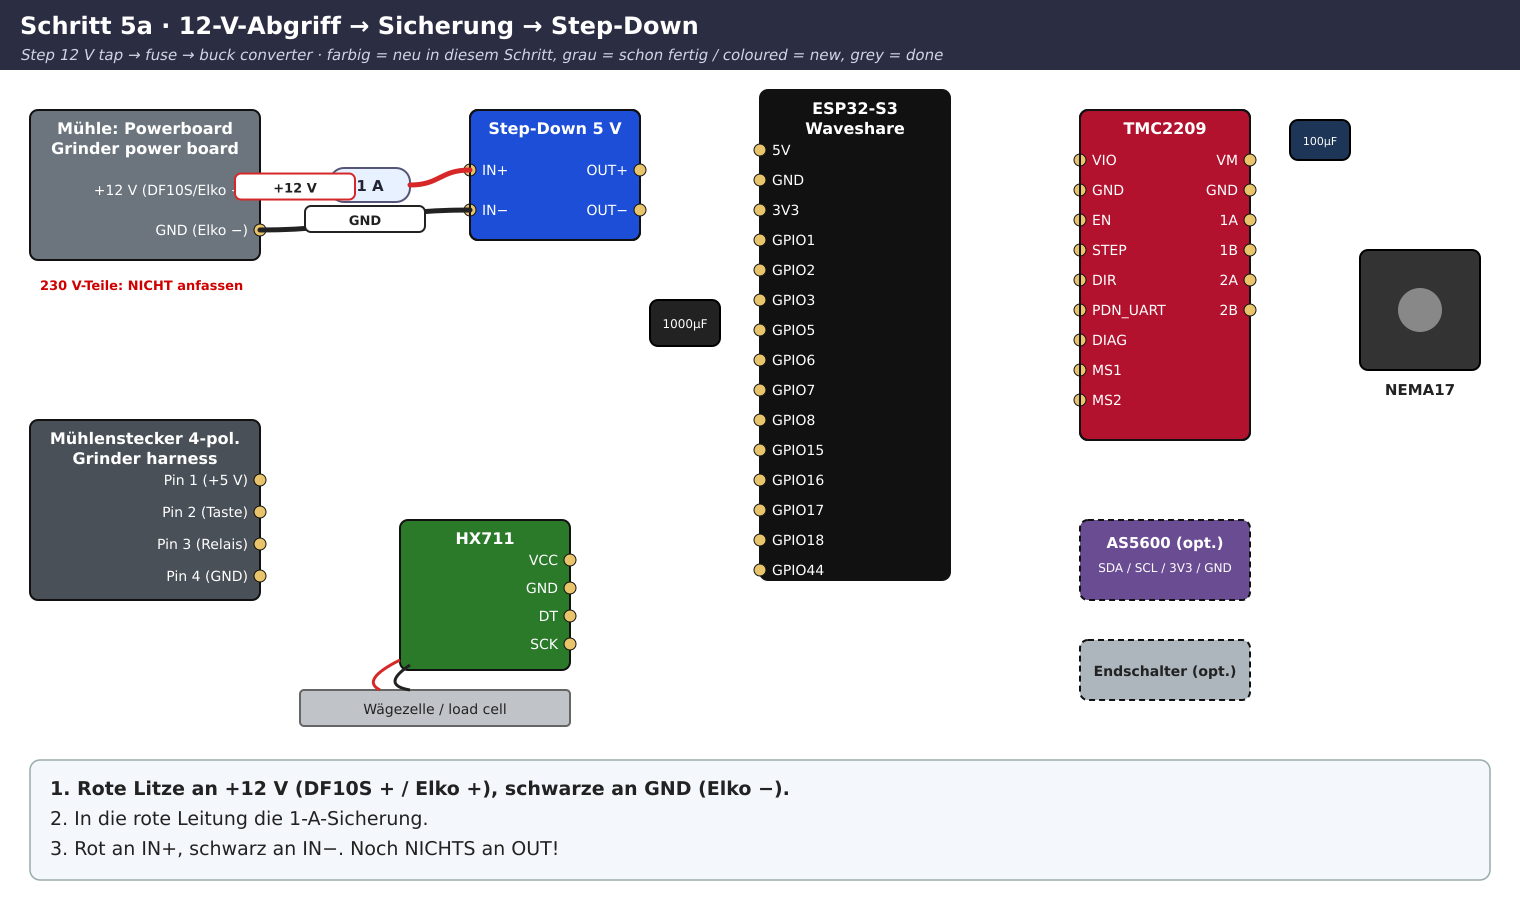 Schritt 5a · 12-V-Abgriff → Sicherung → Step-Down
Step 12 V tap → fuse → buck converter · farbig = neu in diesem Schritt, grau = schon fertig / coloured = new, grey = done
Mühle: Powerboard
Grinder power board
+12 V (DF10S/Elko
GND (Elko −)
230 V-Teile: NICHT anfassen
+12 V
1 A
GND
Step-Down 5 V
IN+
OUT+
IN−
OUT−
1000µF
ESP32-S3
Waveshare
5V
GND
3V3
GPIO1
GPIO2
GPIO3
GPIO5
GPIO6
GPIO7
GPIO8
GPIO15
GPIO16
GPIO17
GPIO18
GPIO44
TMC2209
VIO
VM
GND
GND
EN
1A
STEP
1B
DIR
2A
PDN_UART
2B
DIAG
MS1
MS2
100µF
NEMA17
Mühlenstecker 4-pol.
Grinder harness
Pin 1 (+5 V)
Pin 2 (Taste)
Pin 3 (Relais)
Pin 4 (GND)
HX711
VCC
GND
DT
SCK
Wägezelle / load cell
AS5600 (opt.)
SDA / SCL / 3V3 / GND
Endschalter (opt.)
1. Rote Litze an +12 V (DF10S + / Elko +), schwarze an GND (Elko −).
2. In die rote Leitung die 1-A-Sicherung.
3. Rot an IN+, schwarz an IN−. Noch NICHTS an OUT!